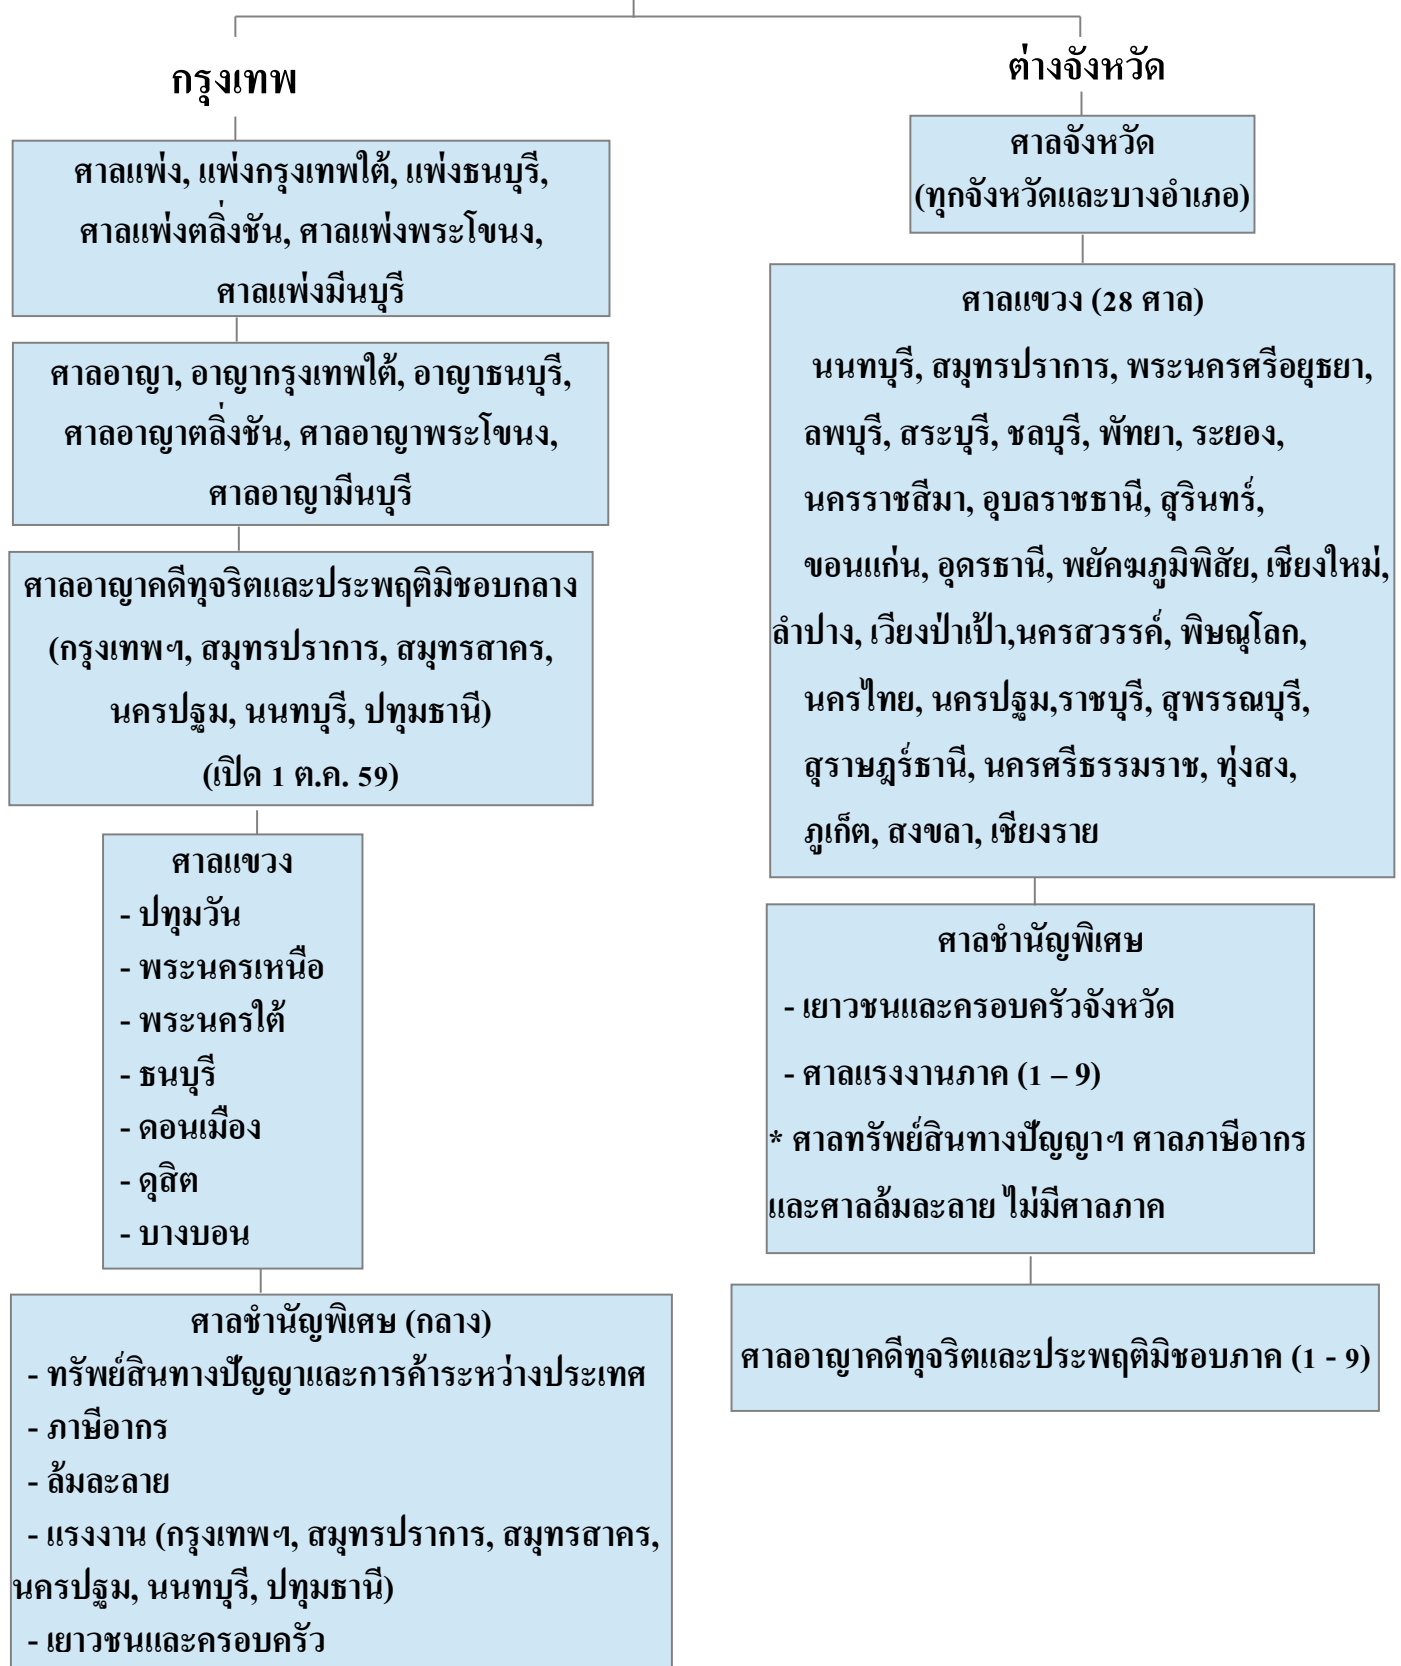 กรุงเทพ
ศาลแพ่ง, แพ่งกรุงเทพใต้, แพ่งธนบุรี,
ศาลแพ่งตลิ่งชัน, ศาลแพ่งพระโขนง,
ศาลแพ่งมีนบุรี
ศาลอาญา, อาญากรุงเทพใต้, อาญาธนบุรี,
ศาลอาญาตลิ่งชัน, ศาลอาญาพระโขนง,
ศาลอาญามีนบุรี
ศาลอาญาคดีทุจริตและประพฤติมิชอบกลาง
(กรุงเทพฯ, สมุทรปราการ, สมุทรสาคร,
นครปฐม, นนทบุรี, ปทุมธานี)
(เปิด 1 ต.ค. 59)
ศาลแขวง
- ปทุมวัน
- พระนครเหนือ
- พระนครใต้
- ธนบุรี
- ดอนเมือง
- ดุสิต
- บางบอน
ศาลชำนัญพิเศษ (กลาง)
- ทรัพย์สินทางปัญญาและการค้าระหว่างประเทศ
- ภาษีอากร
- ล้มละลาย
- แรงงาน (กรุงเทพฯ, สมุทรปราการ, สมุทรสาคร,
นครปฐม, นนทบุรี, ปทุมธานี)
- เยาวชนและครอบครัว
ต่างจังหวัด
ศาลจังหวัด
(ทุกจังหวัดและบางอำเภอ)
ศาลแขวง (28 ศาล)
นนทบุรี, สมุทรปราการ, พระนครศรีอยุธยา,
ลพบุรี, สระบุรี, ชลบุรี, พัทยา, ระยอง,
นครราชสีมา, อุบลราชธานี, สุรินทร์,
ขอนแก่น, อุดรธานี, พยัคฆภูมิพิสัย, เชียงใหม่,
ลำปาง, เวียงป่าเป้า,นครสวรรค์, พิษณุโลก,
นครไทย, นครปฐม,ราชบุรี, สุพรรณบุรี,
สุราษฎร์ธานี, นครศรีธรรมราช, ทุ่งสง,
ภูเก็ต, สงขลา, เชียงราย
ศาลชำนัญพิเศษ
- เยาวชนและครอบครัวจังหวัด
- ศาลแรงงานภาค (1 – 9)
* ศาลทรัพย์สินทางปัญญาฯ ศาลภาษีอากร
และศาลล้มละลาย ไม่มีศาลภาค
ศาลอาญาคดีทุจริตและประพฤติมิชอบภาค (1 - 9)